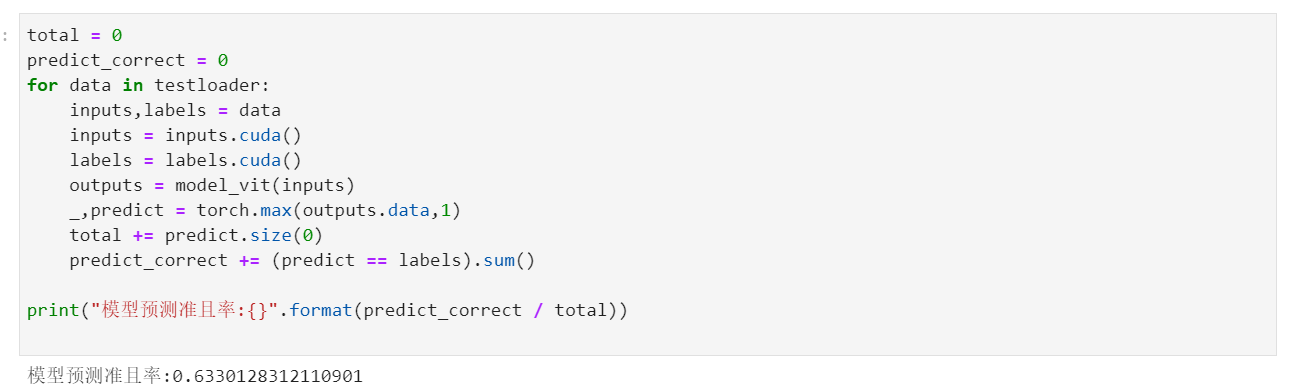 :
total = 0
predict_correct = 0
for data in testloader:
    inputs,labels = data
    inputs = inputs.cuda()
    labels = labels.cuda()
    outputs = model_vit(inputs)
    _,predict = torch.max(outputs.data,1)
    total += predict.size(0)
    predict_correct += (predict == labels).sum()
print("模型预测准且率:{}".format(predict_correct / total))
模型预测准且率:0.6330128312110901